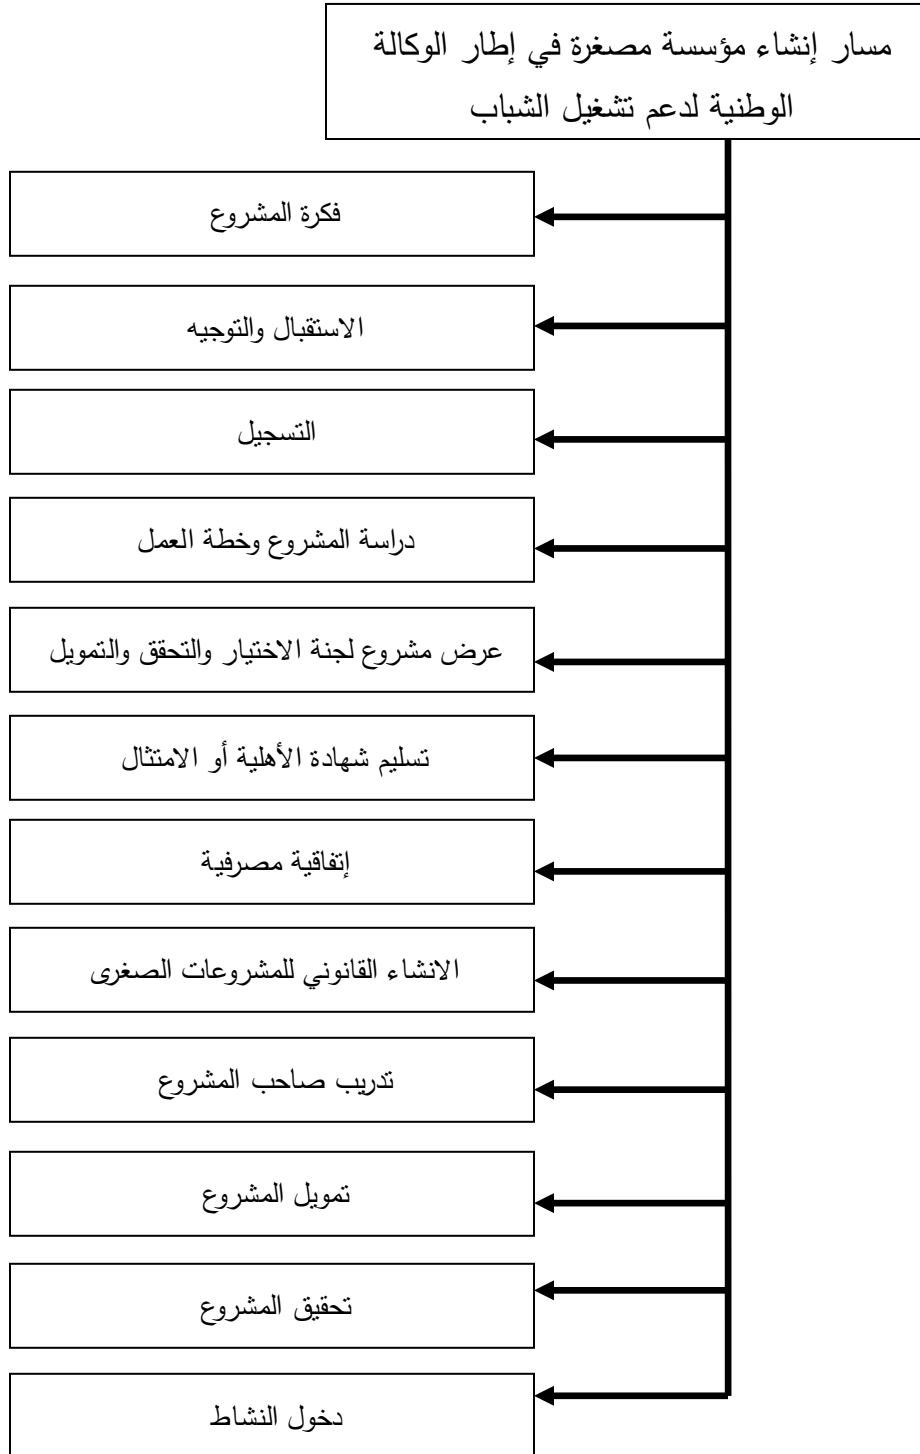 مسار إنشاء مؤسسة مصغرة في إطار الوكالة
الوطنية لدعم تشغيل الشباب
فكرة المشروع
الاستقبال والتوجيه
التسجيل
دراسة المشروع وخطة العمل
عرض مشروع لجنة الاختيار والتحقق والتمويل
تسليم شهادة الأهلية أو الامتثال
إتفاقية مصرفية
الانشاء القانوني للمشروعات الصغرى
تدريب صاحب المشروع
تمويل المشروع
تحقيق المشروع
دخول النشاط